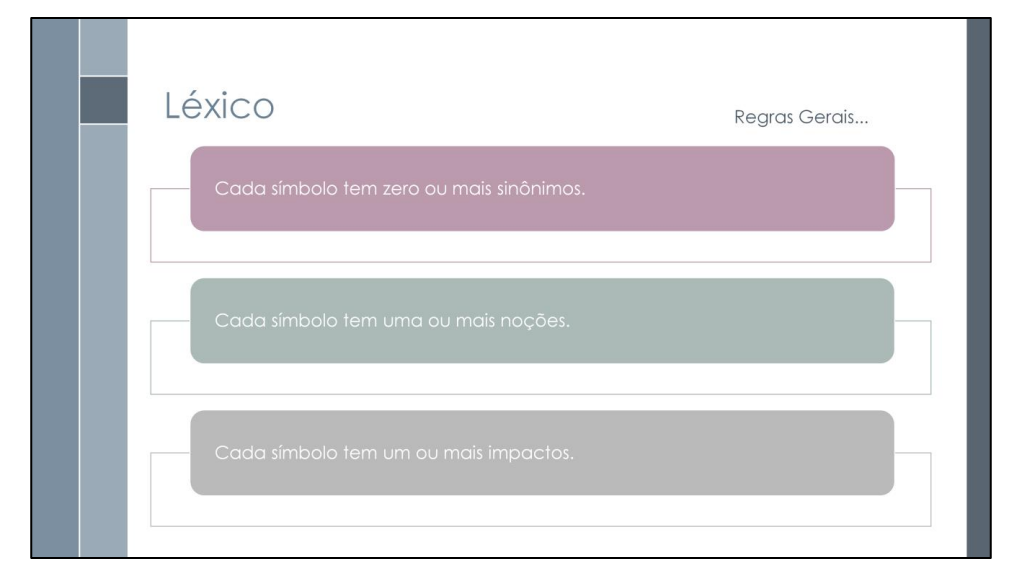 Léxico
Regras Gerais...
Cada símbolo tem zero ou mais sinônimos.
Cada símbolo tem uma ou mais noções.
Cada símbolo tem um ou mais impactos.